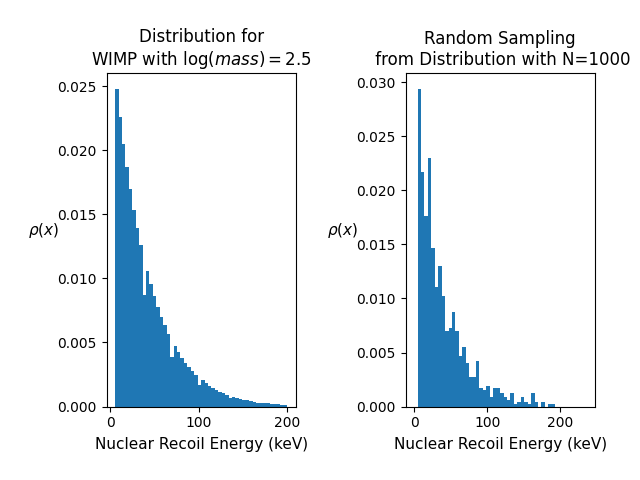 Distribution for
WIMP with log(mass) = 2.5
0.025
0.020
0.015
ρ(x)
0.010
0.005
0.000
0
100
200
Nuclear Recoil Energy (keV)
Random Sampling
from Distribution with N=1000
0.030
0.025
0.020
ρ(x)
0.015
0.010
0.005
0.000
0
100
200
Nuclear Recoil Energy (keV)